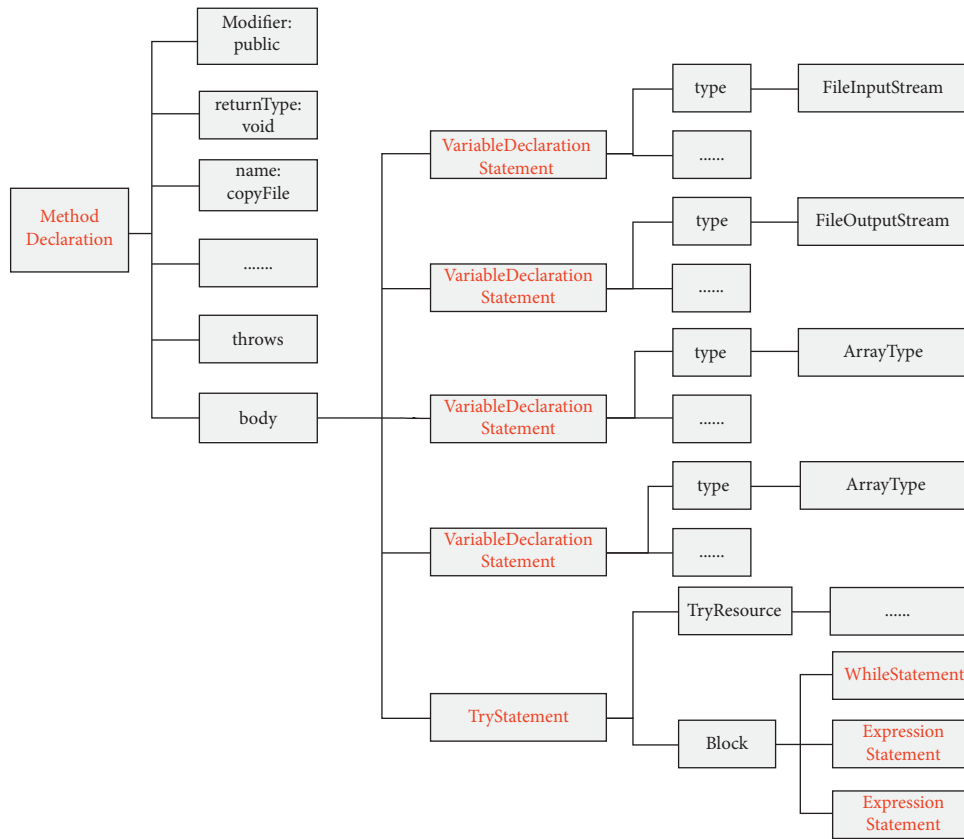 Modifier:
public
returnType:
void
name:
copyFile
Method
Declaration
.......
throws
body
VariableDeclaration
Statement
type
FileInputStream
......
VariableDeclaration
Statement
type
FileOutputStream
......
VariableDeclaration
Statement
type
ArrayType
......
VariableDeclaration
Statement
type
ArrayType
......
TryStatement
TryResource
......
Block
WhileStatement
Expression
Statement
Expression
Statement